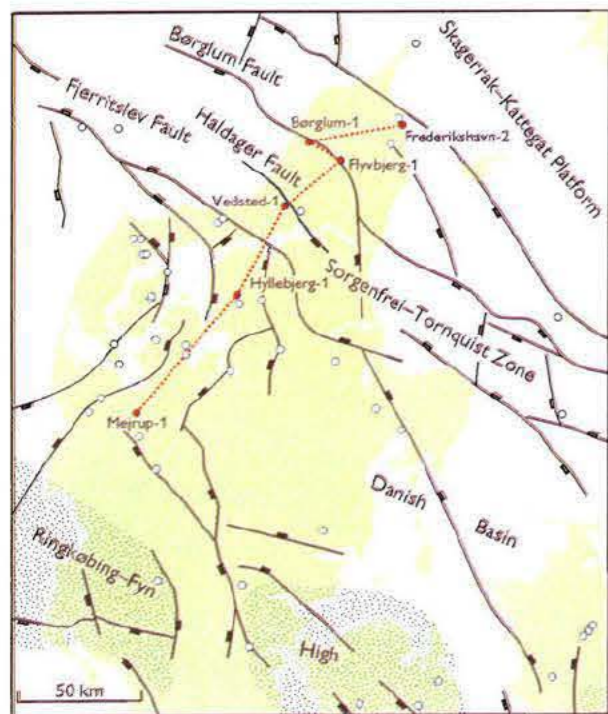 Skagerrak–Kattegat Platform
Børglum Fault
Fjerritslev Fault
Haldager Fault
Børglum-1
Frederikshavn-2
Flyvbjerg-1
Vedsted-1
Sorgenfrei–Tornquist Zone
Hyllebjerg-1
Mejrup-1
Danish
Basin
Ringkøbing–Fyn
High
50 km